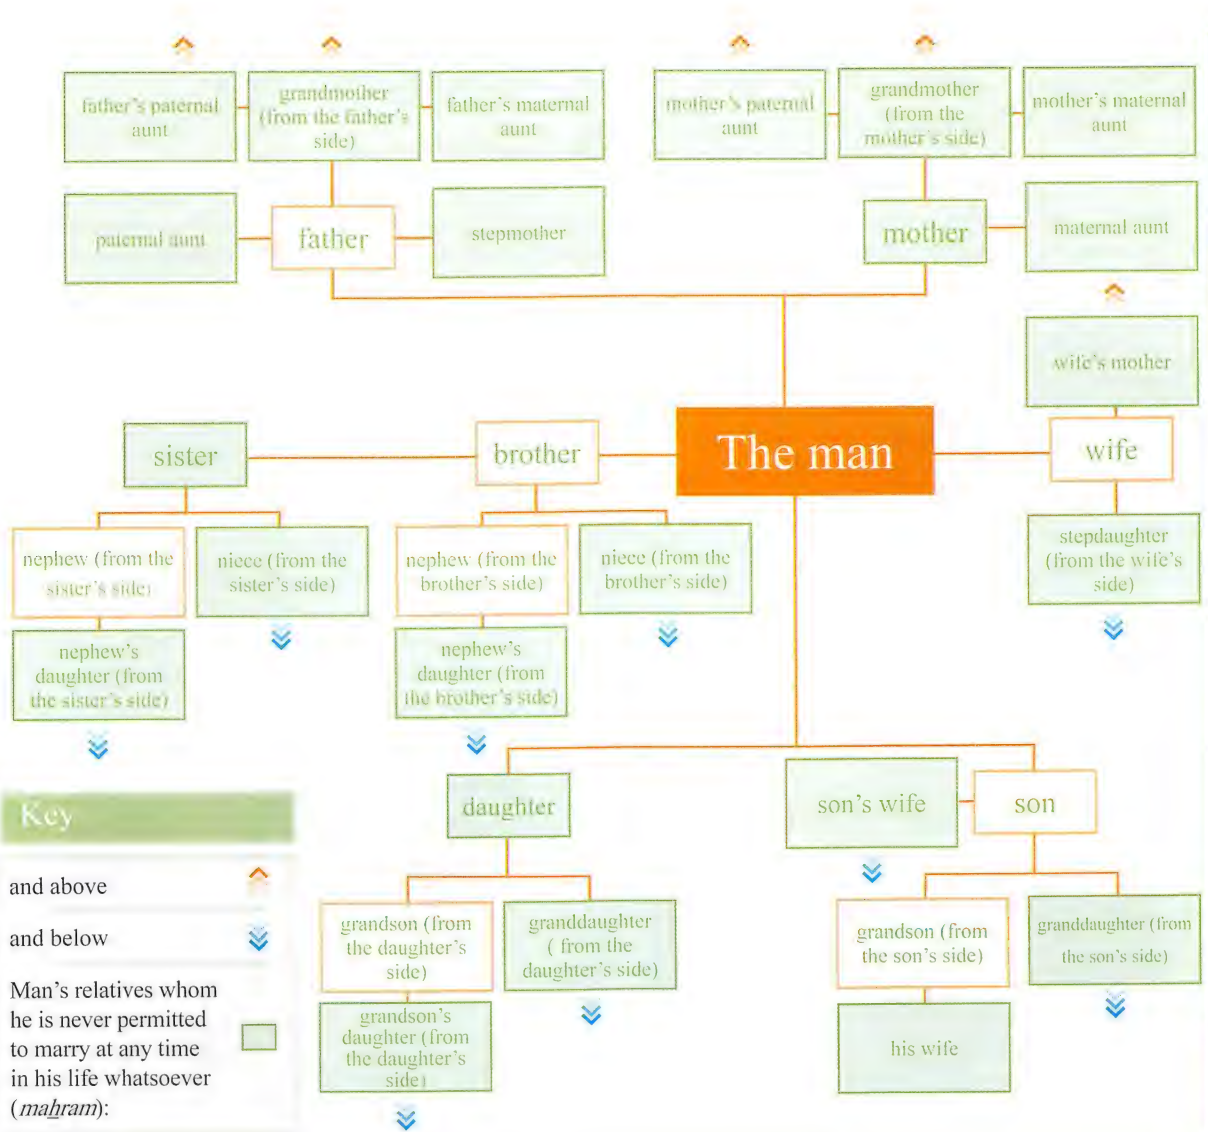 father's paternal
aunt
grandmother
(from the father's
side)
father's maternal
aunt
mother's paternal
aunt
grandmother
(from the
mother's side)
mother's maternal
aunt
paternal aunt
father
stepmother
mother
maternal aunt
wife's mother
sister
brother
The man
wife
nephew (from the
sister's side)
niece (from the
sister's side)
nephew (from the
brother's side)
niece (from the
brother's side)
stepdaughter
(from the wife's
side)
nephew's
daughter (from
the sister's side)
nephew's
daughter (from
the brother's side)
daughter
son's wife
son
grandson (from
the daughter's
side)
granddaughter
( from the
daughter's side)
grandson (from
the son's side)
granddaughter (from
the son's side)
grandson's
daughter (from
the daughter's
side)
his wife
Key
and above
and below
Man's relatives whom
he is never permitted
to marry at any time
in his life whatsoever
(mahram):